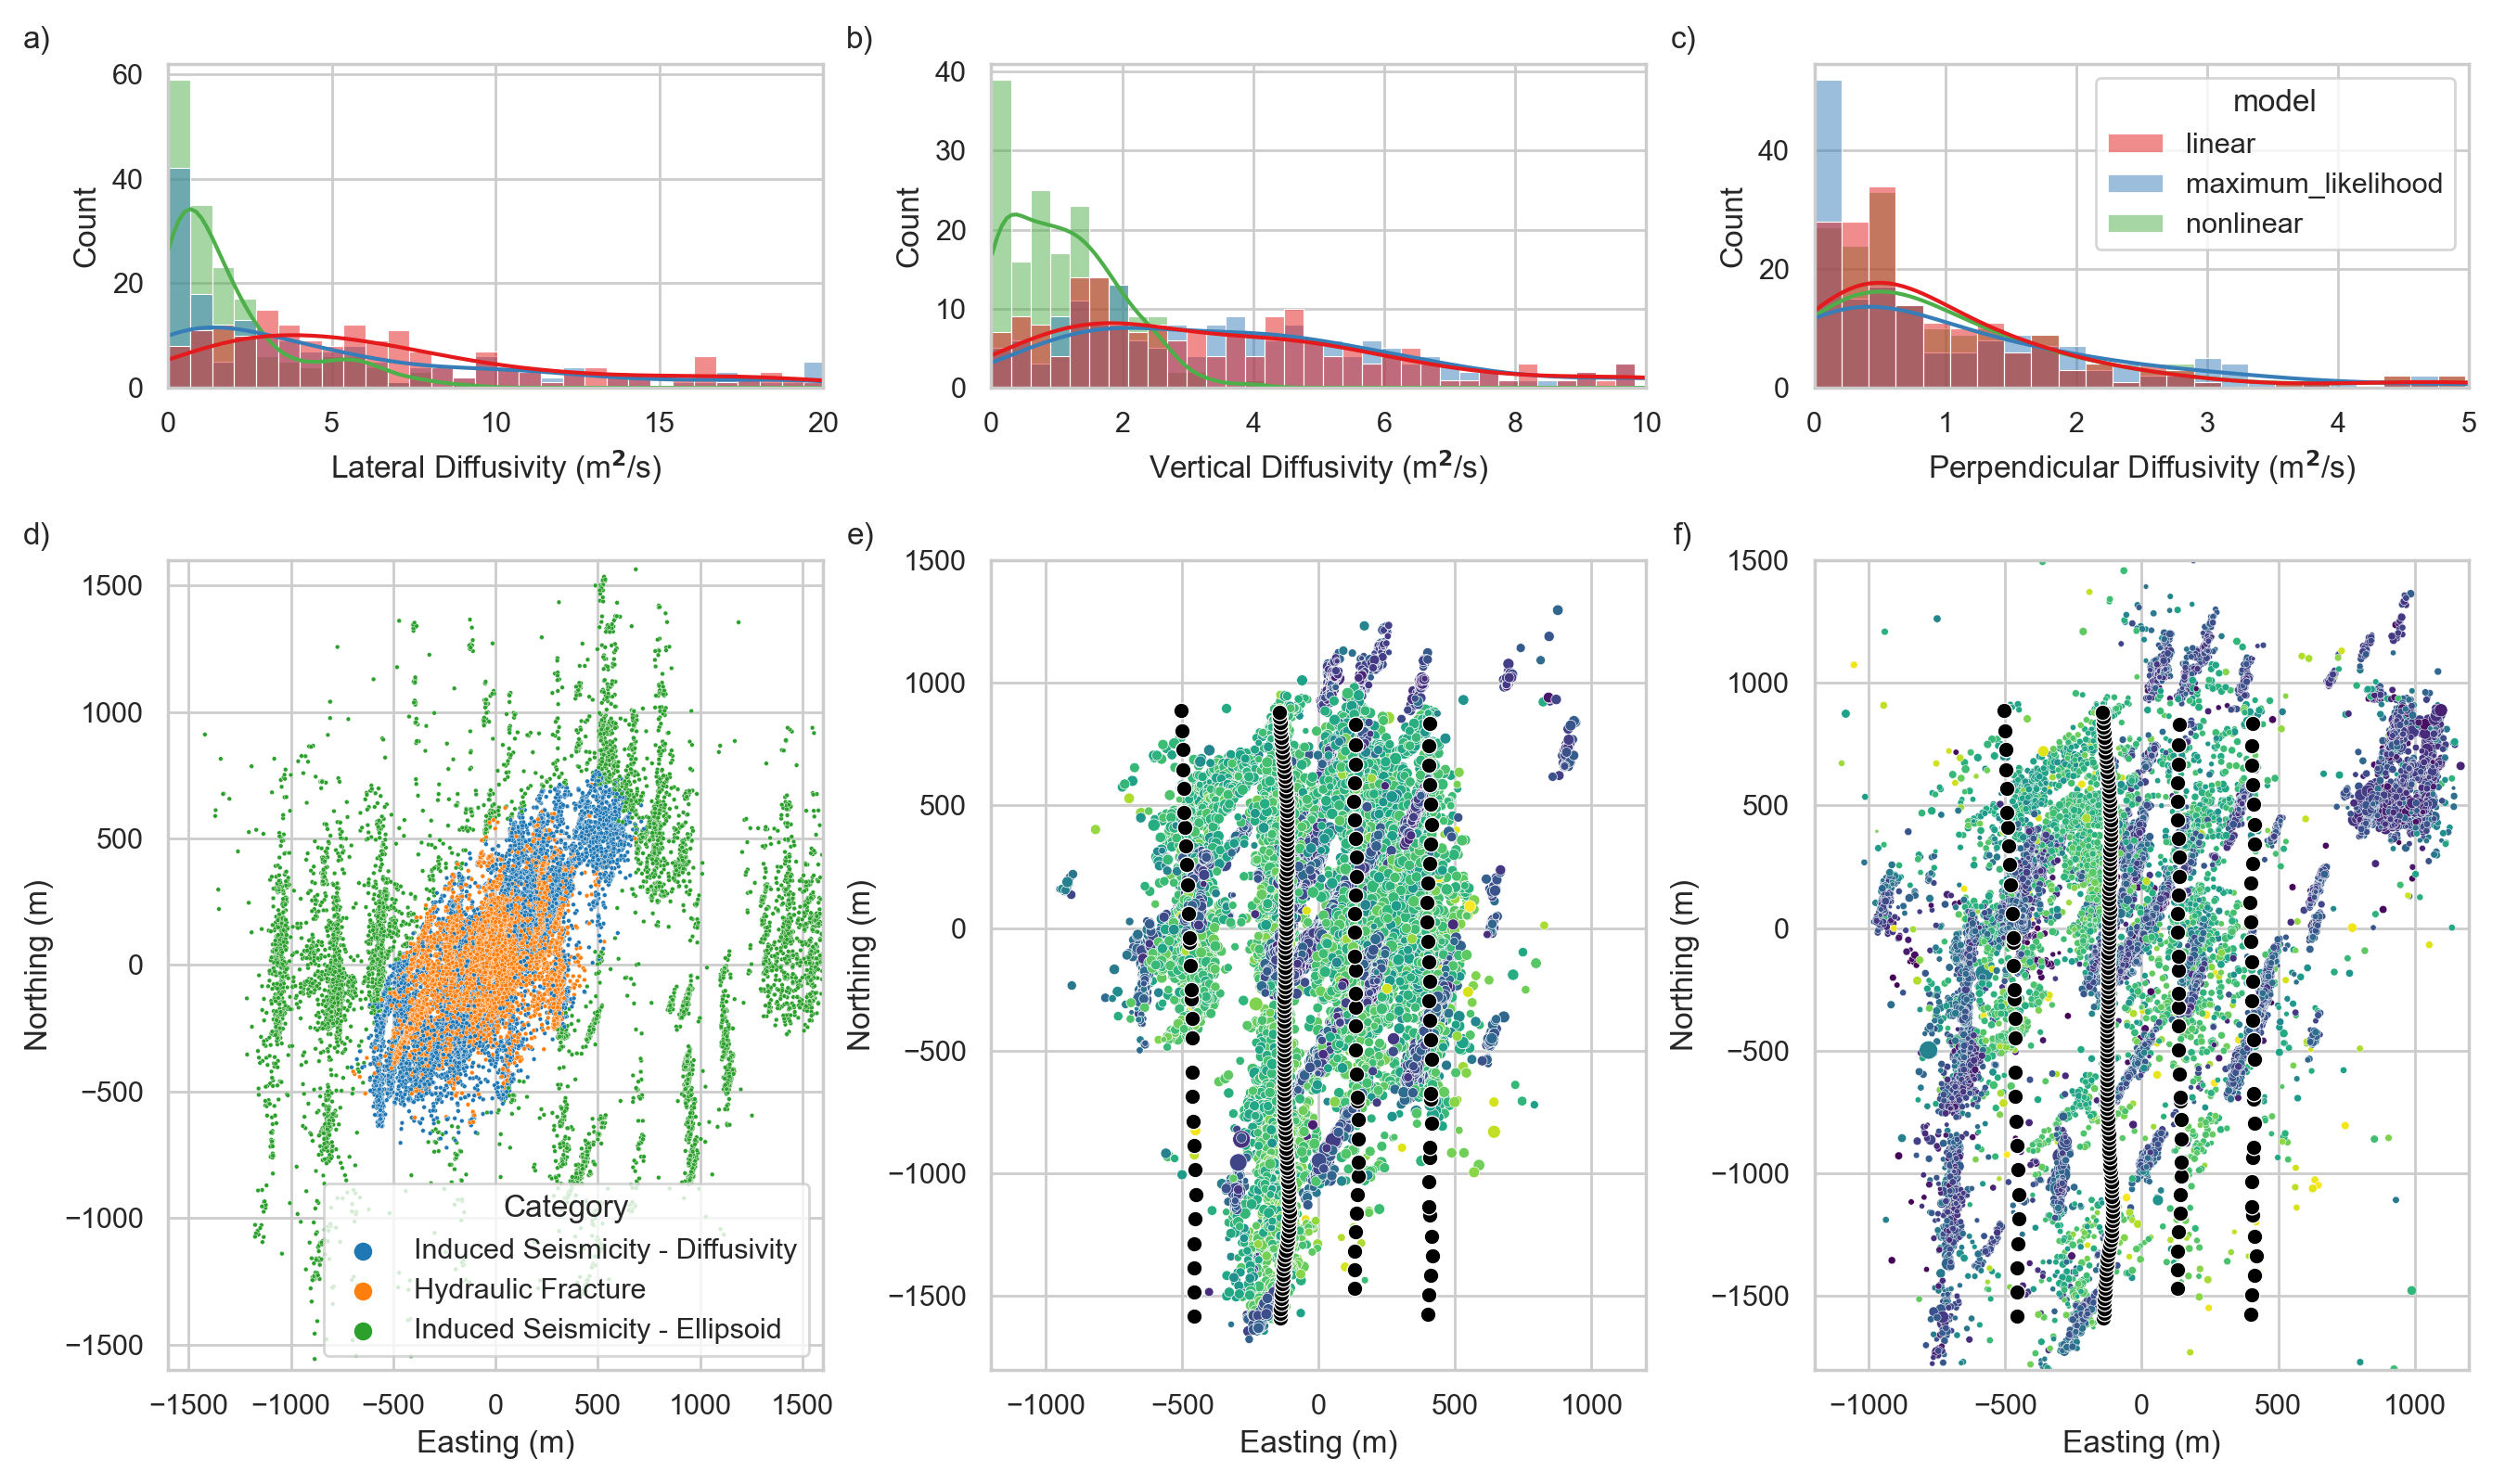 a)
60
40
20
0
Count
0 5 10 15 20
Lateral Diffusivity (m²/s)
b)
40
30
20
10
0
Count
0 2 4 6 8 10
Vertical Diffusivity (m²/s)
c)
40
20
0
Count
0 1 2 3 4 5
Perpendicular Diffusivity (m²/s)
model
linear
maximum_likelihood
nonlinear
d)
1500
1000
500
0
−500
−1000
−1500
Northing (m)
−1500 −1000 −500 0 500 1000 1500
Easting (m)
Category
Induced Seismicity - Diffusivity
Hydraulic Fracture
Induced Seismicity - Ellipsoid
e)
1500
1000
500
0
−500
−1000
−1500
Northing (m)
−1000 −500 0 500 1000
Easting (m)
f)
1500
1000
500
0
−500
−1000
−1500
Northing (m)
−1000 −500 0 500 1000
Easting (m)